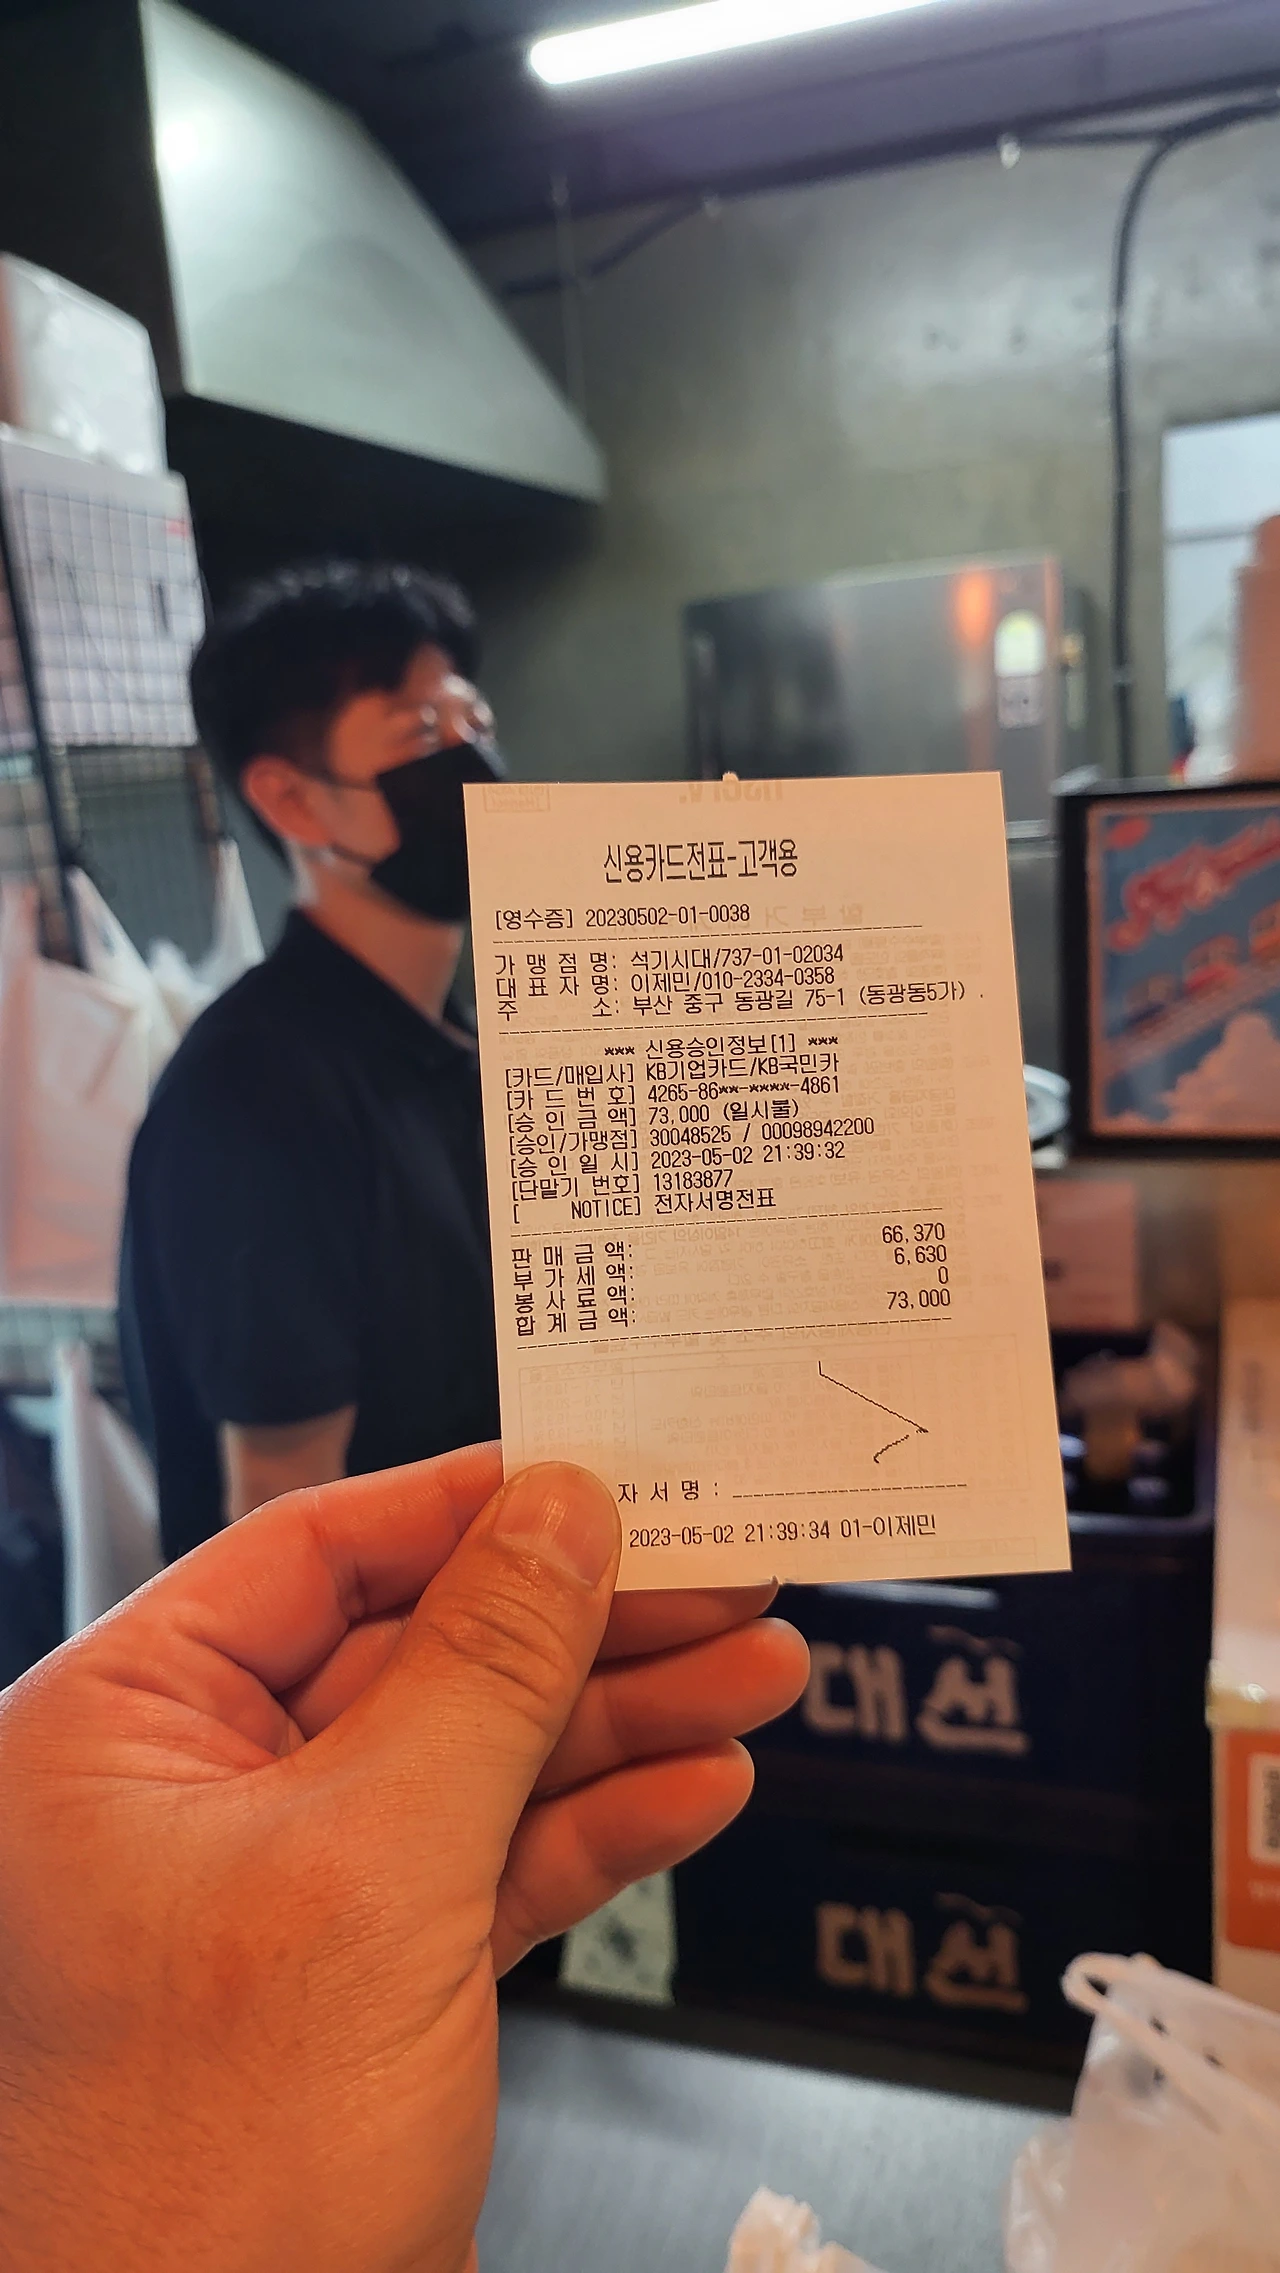 신용카드전표-고객용
[영수증] 20230502-01-0038
가 맹 점 명: 석기시대/737-01-02034
대 표 자 명: 이제민/010-2334-0358
주 소: 부산 중구 동광길 75-1 (동광동5가) .
*** 신용승인정보[1] ***
[카드/매입사] KB기업카드/KB국민카
[카 드 번 호] 4265-86**-****-4861
[승 인 금 액] 73,000 (일시불)
[승인/가맹점] 30048525 / 00098942200
[승 인 일 시] 2023-05-02 21:39:32
[단말기 번호] 13183877
[ NOTICE] 전자서명전표
판 매 금 액: 66,370
부 가 세 액: 6,630
봉 사 료 액: 0
합 계 금 액: 73,000
자 서 명 :
2023-05-02 21:39:34 01-이제민
대선
대선